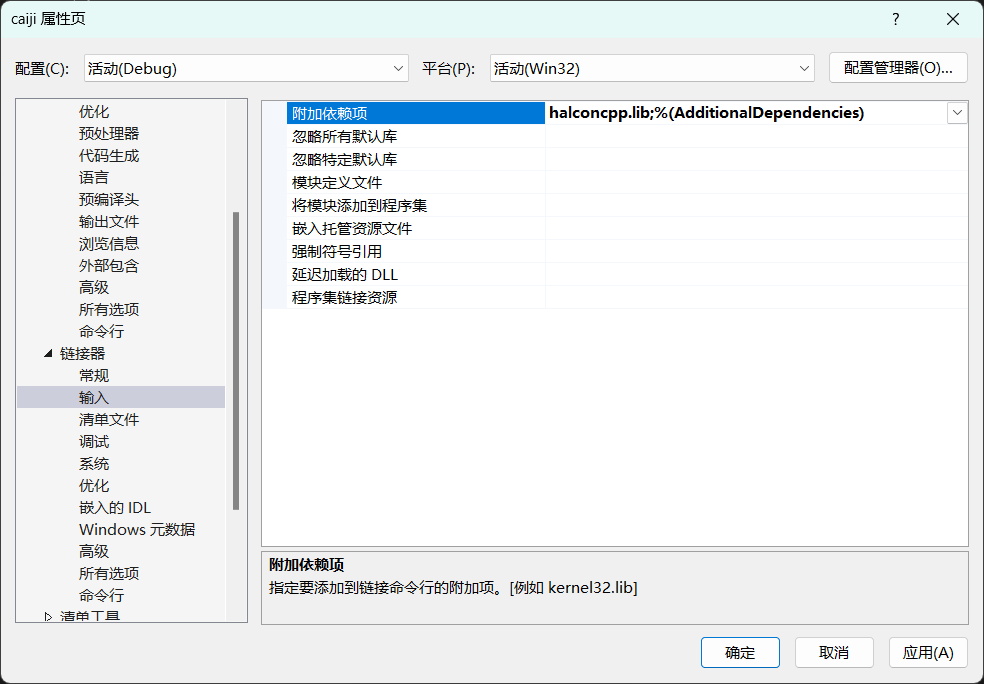 caiji 属性页
?
配置(C): 活动(Debug) 平台(P): 活动(Win32) 配置管理器(O)...
优化
预处理器
代码生成
语言
预编译头
输出文件
浏览信息
外部包含
高级
所有选项
命令行
链接器
常规
输入
清单文件
调试
系统
优化
嵌入的 IDL
Windows 元数据
高级
所有选项
命令行
清单工具
附加依赖项 halconcpp.lib;%(AdditionalDependencies)
忽略所有默认库
忽略特定默认库
模块定义文件
将模块添加到程序集
嵌入托管资源文件
强制符号引用
延迟加载的 DLL
程序集链接资源
附加依赖项
指定要添加到链接命令行的附加项。[例如 kernel32.lib]
确定 取消 应用(A)